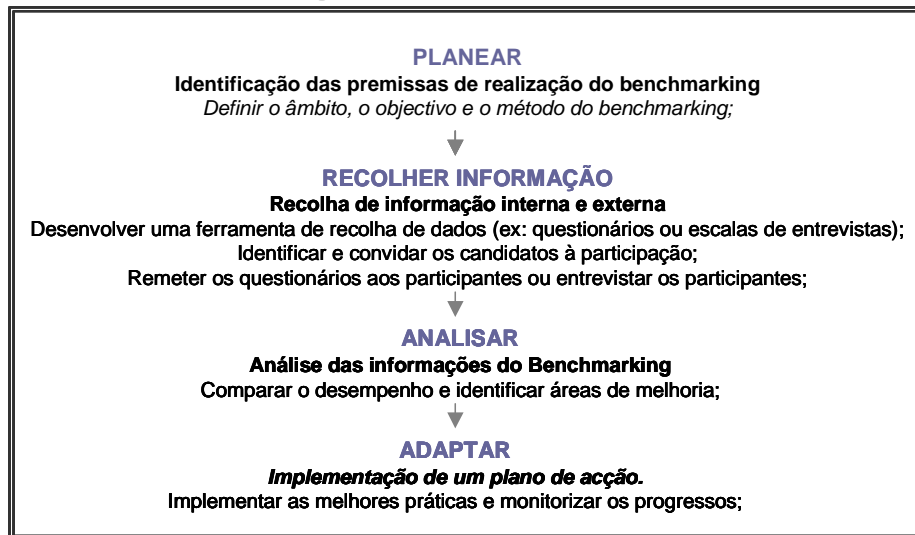 PLANEAR
Identificação das premissas de realização do benchmarking
Definir o âmbito, o objectivo e o método do benchmarking;
RECOLHER INFORMAÇÃO
Recolha de informação interna e externa
Desenvolver uma ferramenta de recolha de dados (ex: questionários ou escalas de entrevistas);
Identificar e convidar os candidatos à participação;
Remeter os questionários aos participantes ou entrevistar os participantes;
ANALISAR
Análise das informações do Benchmarking
Comparar o desempenho e identificar áreas de melhoria;
ADAPTAR
Implementação de um plano de acção.
Implementar as melhores práticas e monitorizar os progressos;